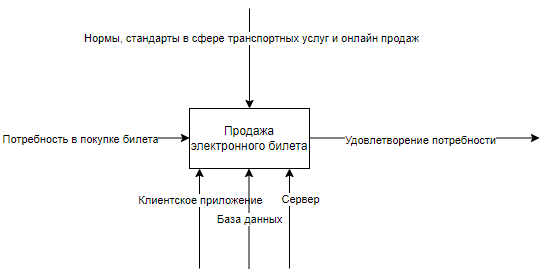 Нормы, стандарты в сфере транспортных услуг и онлайн продаж
Продажа
электронного билета
Потребность в покупке билета
Удовлетворение потребности
Клиентское приложение
Сервер
База данных